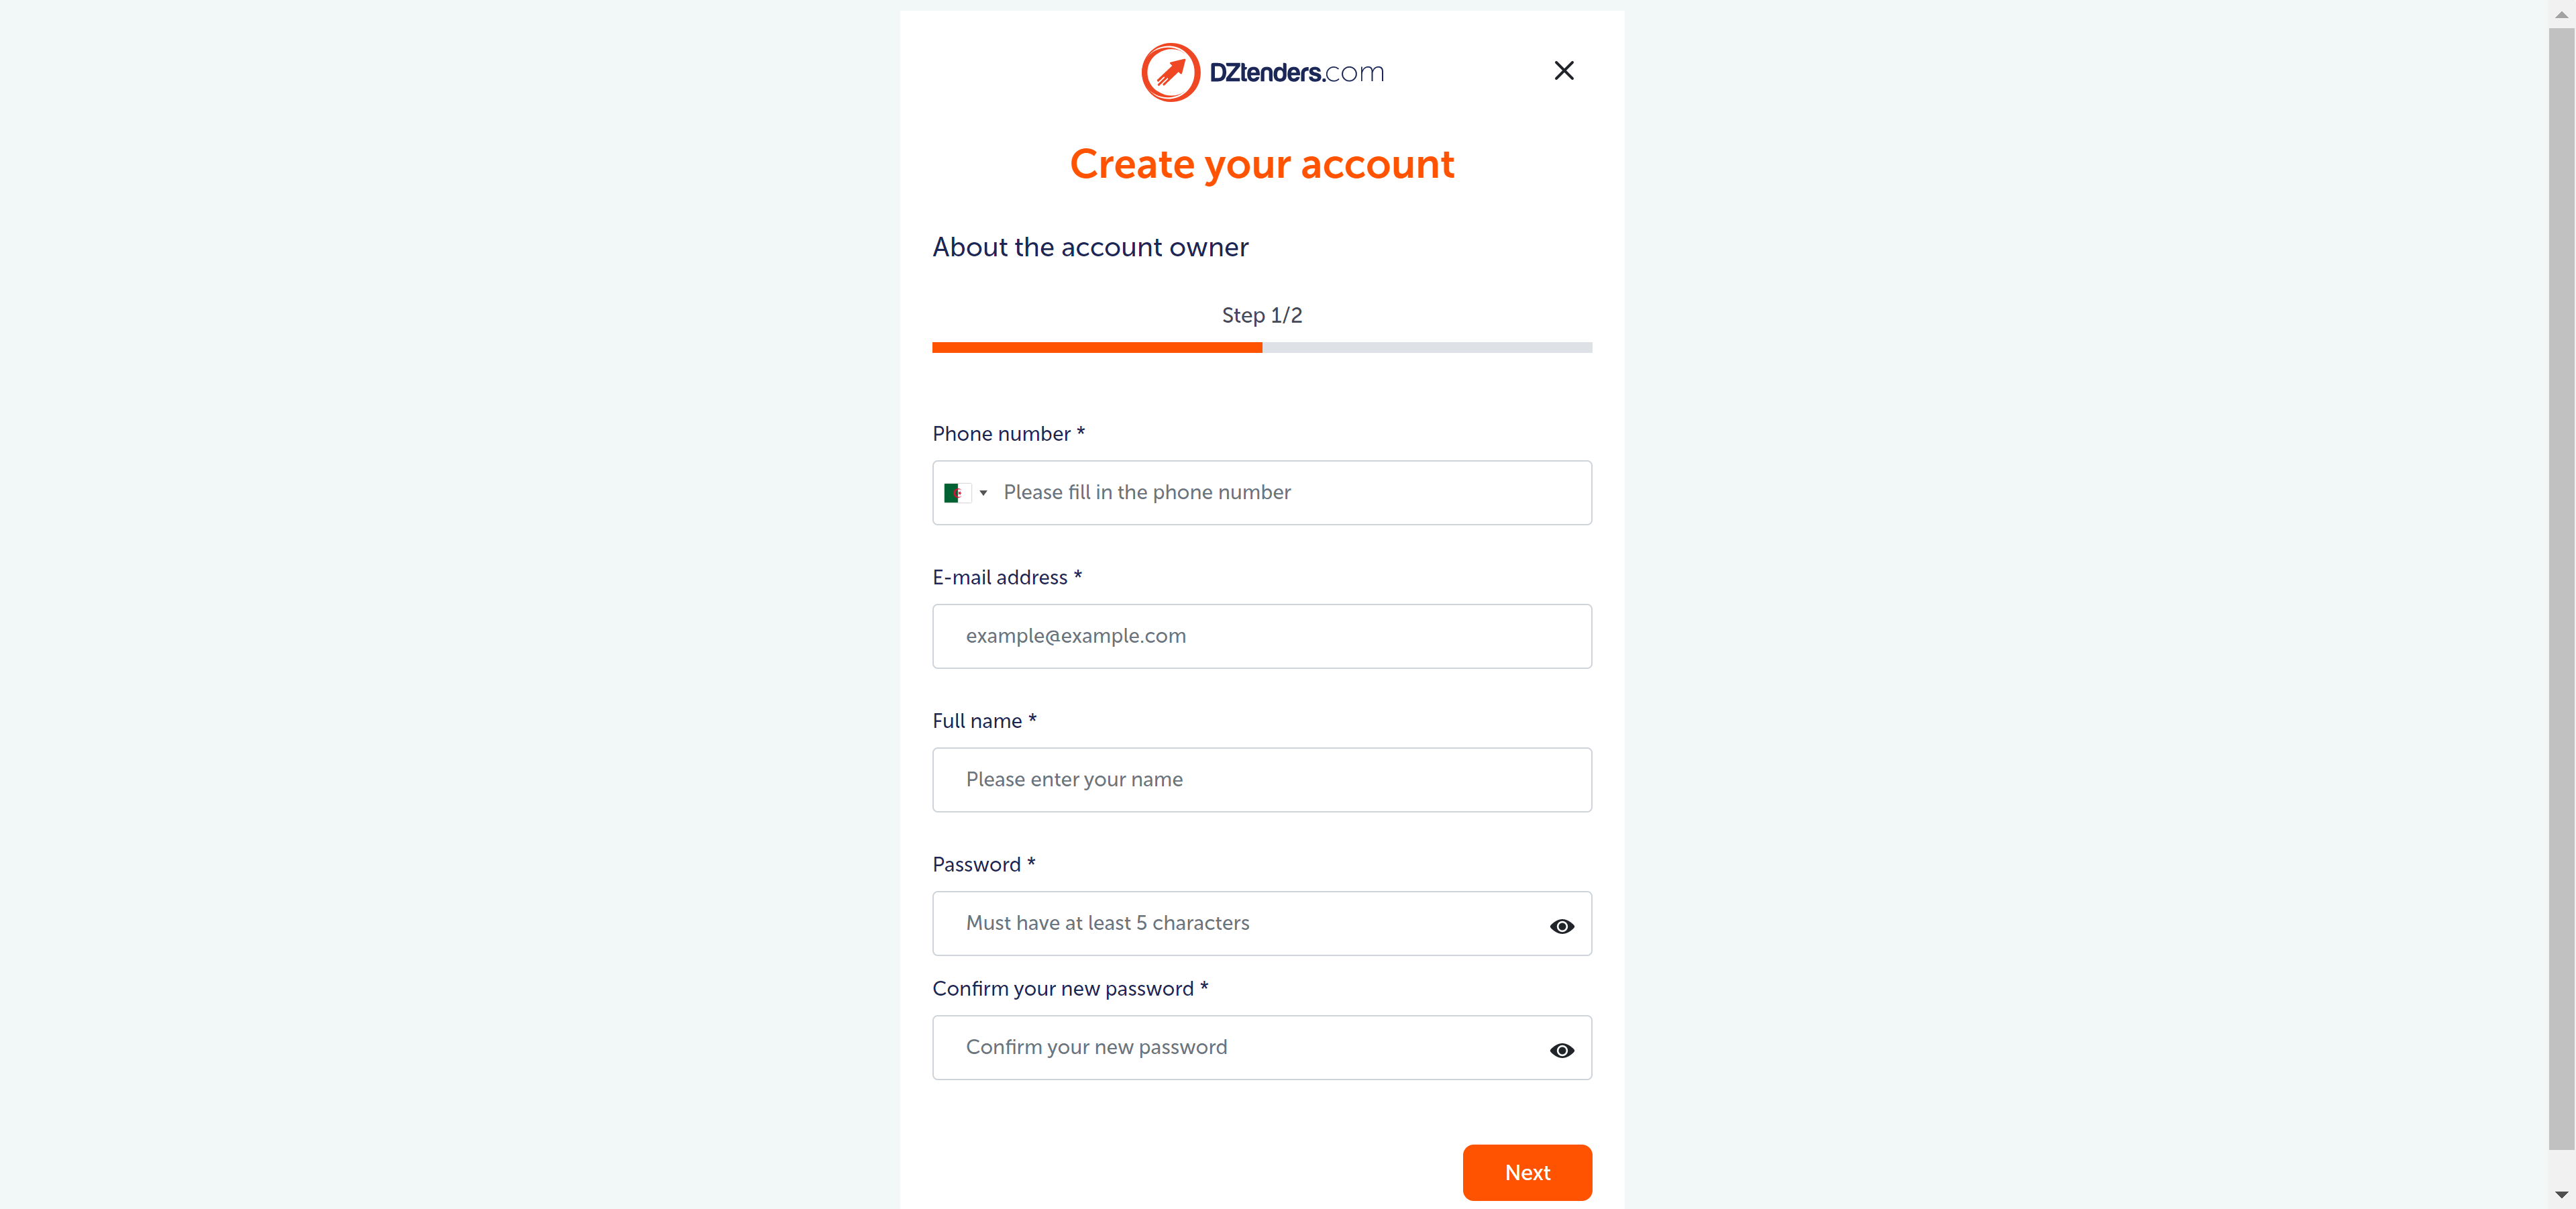 DZtenders.com
Create your account
About the account owner
Step 1/2
Phone number *
Please fill in the phone number
E-mail address *
example@example.com
Full name *
Please enter your name
Password *
Must have at least 5 characters
Confirm your new password *
Confirm your new password
Next